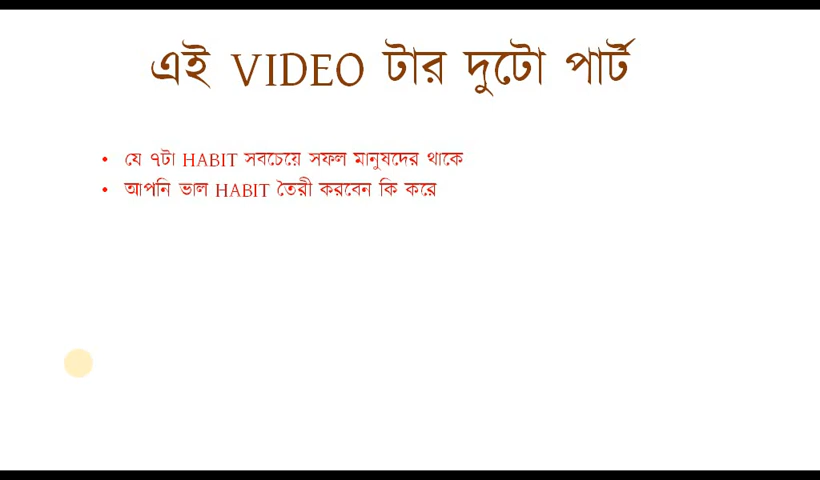 এই VIDEO টার দুটো পার্ট
• যে ৭টা HABIT সবচেয়ে সফল মানুষদের থাকে
• আপনি ভাল HABIT তৈরী করবেন কি করে